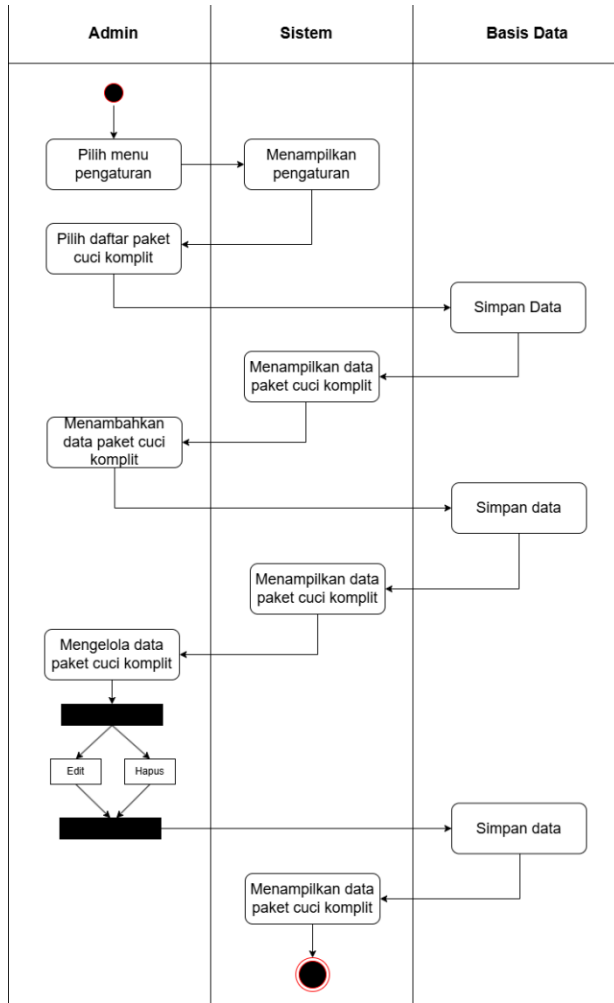 Admin
Sistem
Basis Data
Pilih menu
pengaturan
Menampilkan
pengaturan
Pilih daftar paket
cuci komplit
Simpan Data
Menampilkan data
paket cuci komplit
Menambahkan
data paket cuci
komplit
Simpan data
Menampilkan data
paket cuci komplit
Mengelola data
paket cuci komplit
Edit
Hapus
Simpan data
Menampilkan data
paket cuci komplit